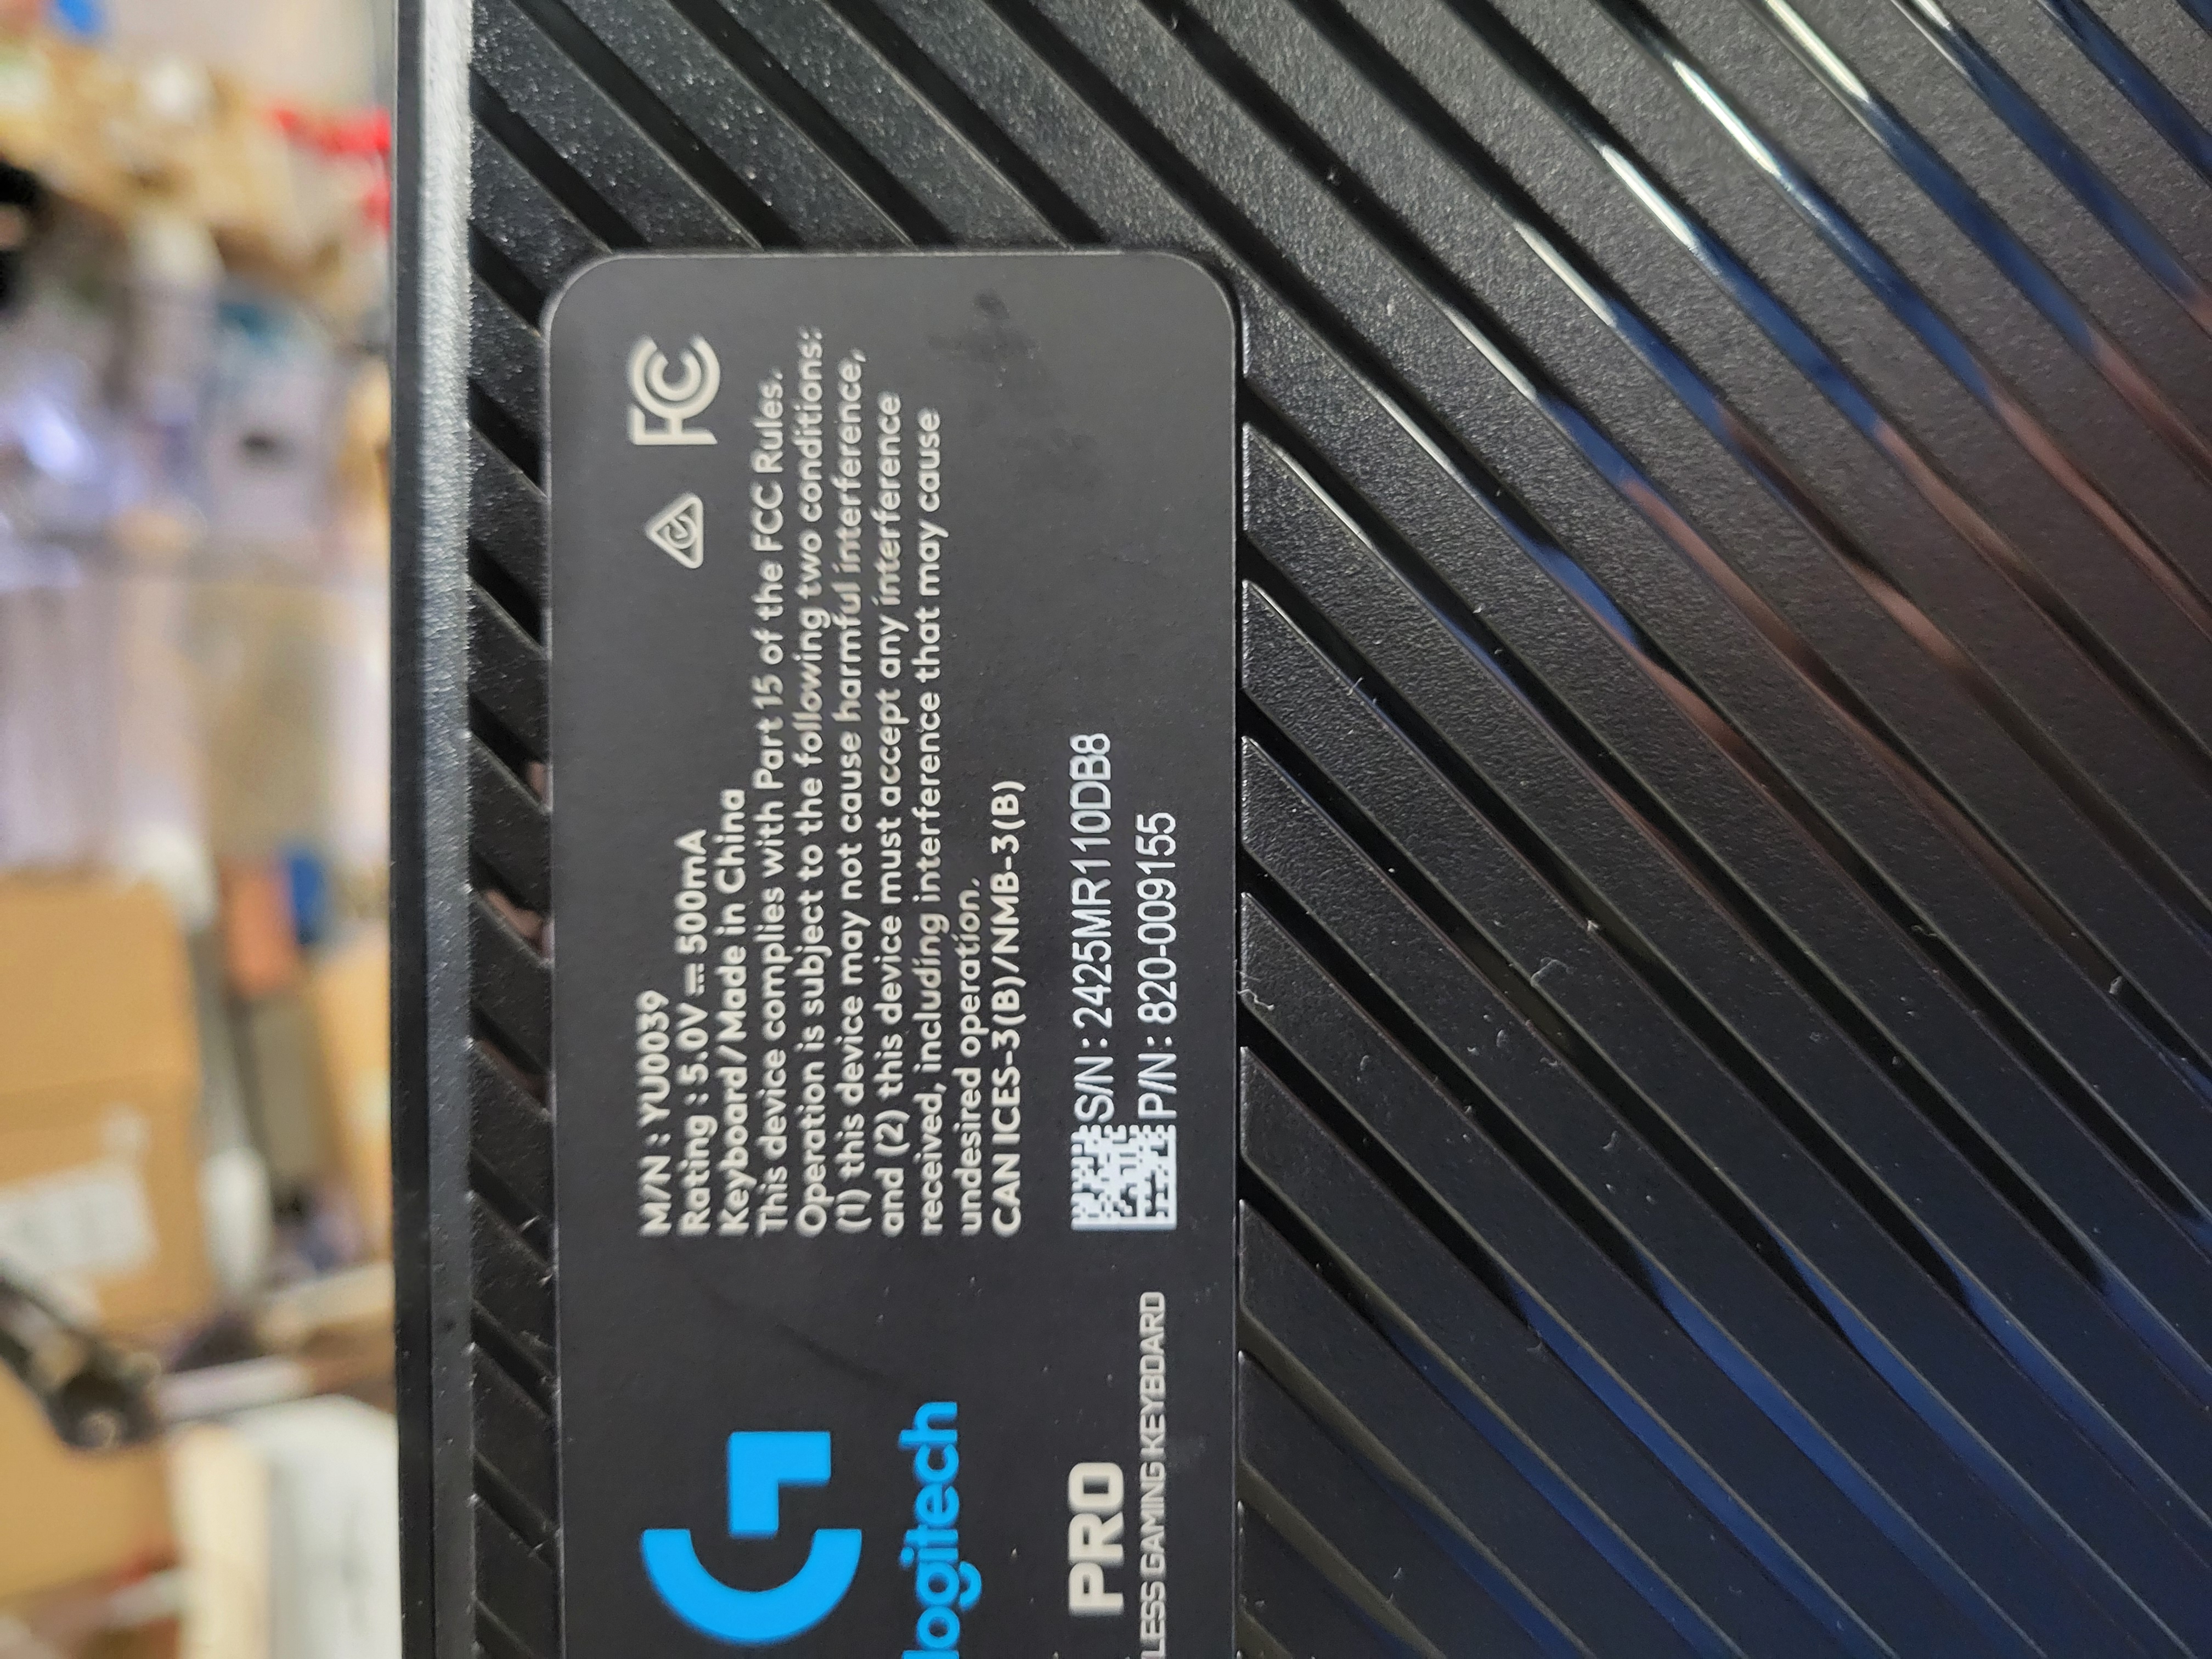 M/N : YU0039
Rating : 5.0V ⎓ 500mA
Keyboard / Made in China
This device complies with Part 15 of the FCC Rules.
Operation is subject to the following two conditions:
(1) this device may not cause harmful interference,
and (2) this device must accept any interference
received, including interference that may cause
undesired operation.
CAN ICES-3(B)/NMB-3(B)
FC
S/N : 2425MR110DB8
P/N : 820-009155
G
logitech
PRO
LESS GAMING KEYBOARD